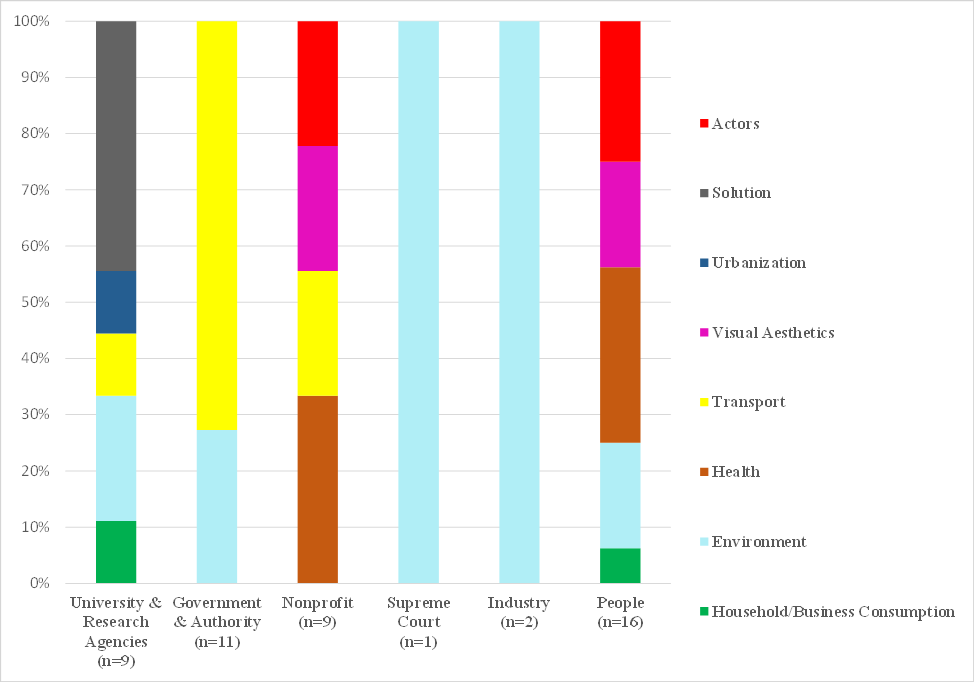 100%
90%
80%
70%
60%
50%
40%
30%
20%
10%
0%
University &
Research
Agencies
(n=9)
Government
& Authority
(n=11)
Nonprofit
(n=9)
Supreme
Court
(n=1)
Industry
(n=2)
People
(n=16)
Actors
Solution
Urbanization
Visual Aesthetics
Transport
Health
Environment
Household/Business Consumption